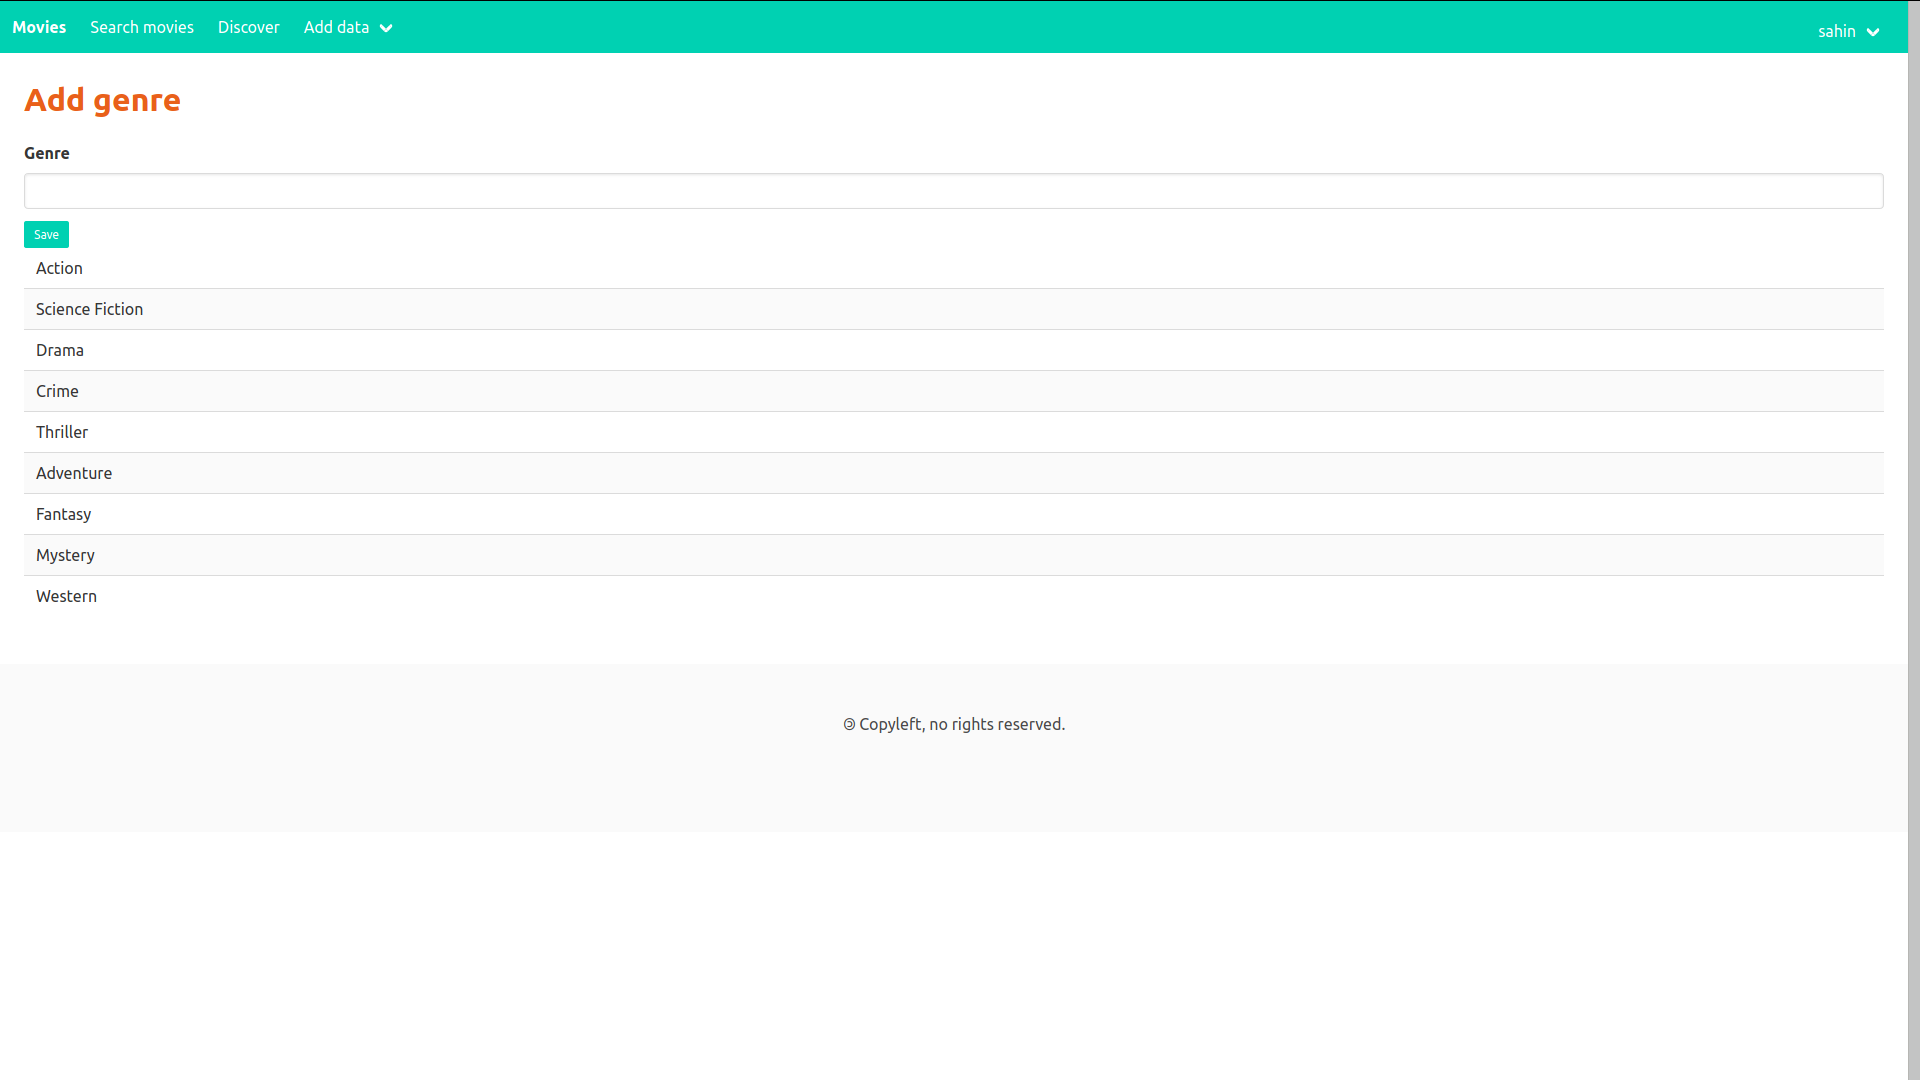 Movies Search movies Discover Add data sahin
Add genre
Genre
Save
Action
Science Fiction
Drama
Crime
Thriller
Adventure
Fantasy
Mystery
Western
🄯 Copyleft, no rights reserved.